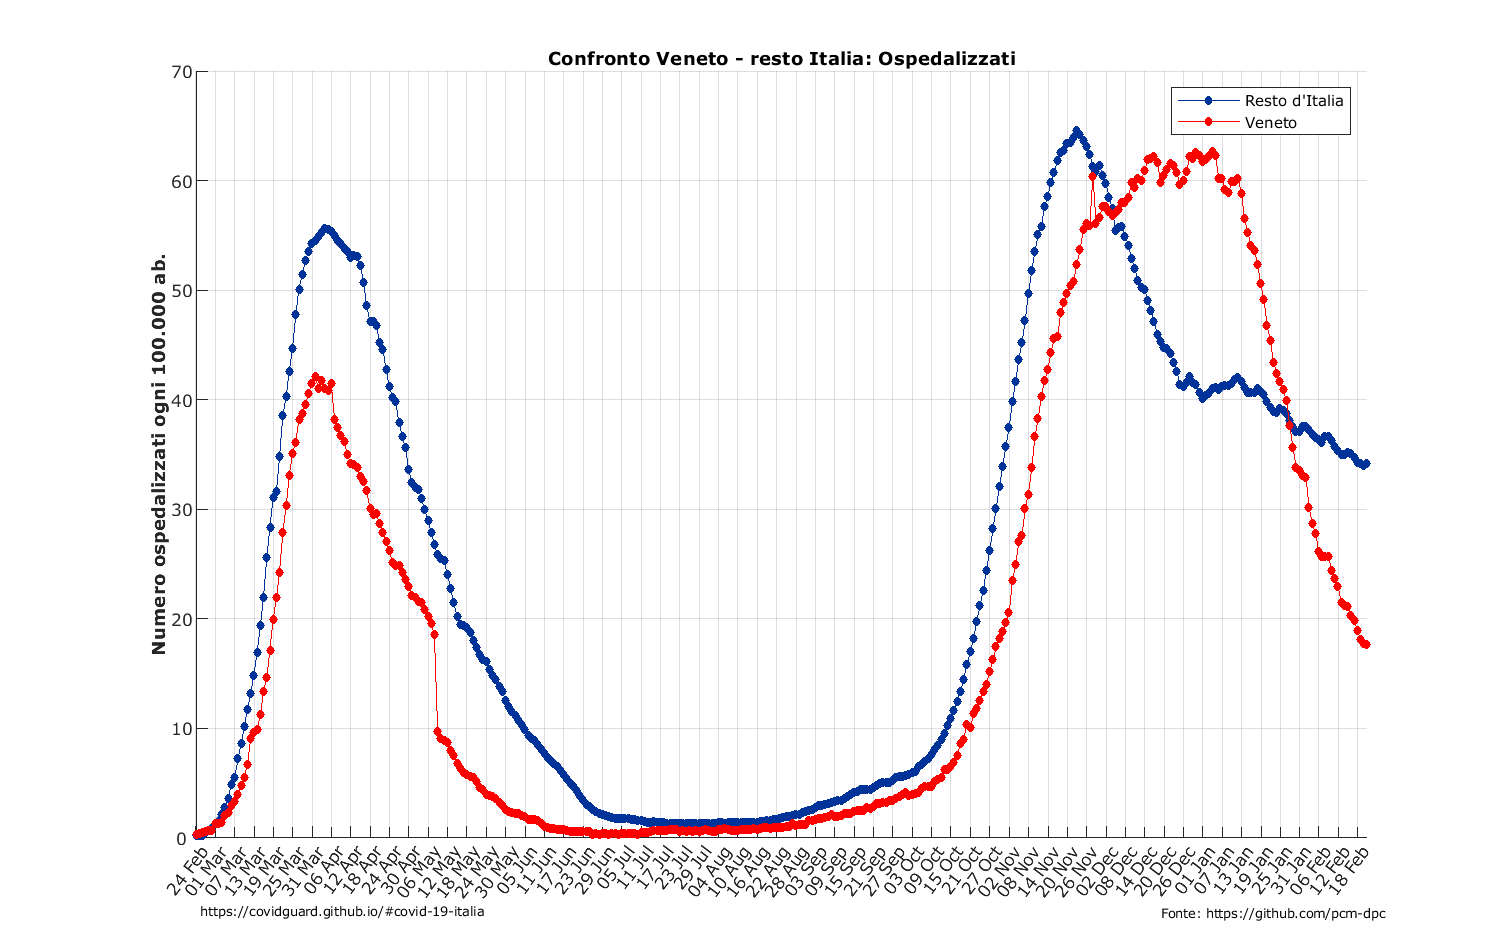 Confronto Veneto - resto Italia: Ospedalizzati
Resto d'Italia
Veneto
Numero ospedalizzati ogni 100.000 ab.
70
60
50
40
30
20
10
0
24 Feb
01 Mar
07 Mar
13 Mar
19 Mar
25 Mar
31 Mar
06 Apr
12 Apr
18 Apr
24 Apr
30 Apr
06 May
12 May
18 May
24 May
30 May
05 Jun
11 Jun
17 Jun
23 Jun
29 Jun
05 Jul
11 Jul
17 Jul
23 Jul
29 Jul
04 Aug
10 Aug
16 Aug
22 Aug
28 Aug
03 Sep
09 Sep
15 Sep
21 Sep
27 Sep
03 Oct
09 Oct
15 Oct
21 Oct
27 Oct
02 Nov
08 Nov
14 Nov
20 Nov
26 Nov
02 Dec
08 Dec
14 Dec
20 Dec
26 Dec
01 Jan
07 Jan
13 Jan
19 Jan
25 Jan
31 Jan
06 Feb
12 Feb
18 Feb
https://covidguard.github.io/#covid-19-italia
Fonte: https://github.com/pcm-dpc